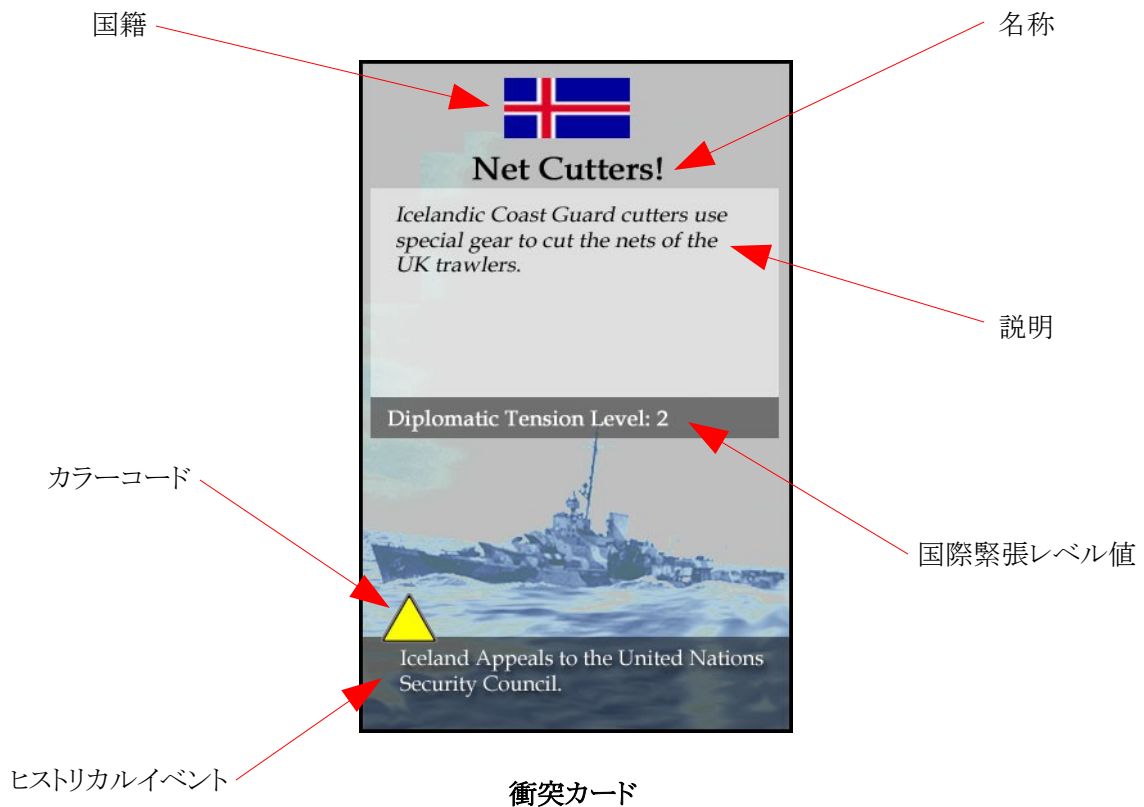 国籍
名称
Net Cutters!
Icelandic Coast Guard cutters use
special gear to cut the nets of the
UK trawlers.
説明
Diplomatic Tension Level: 2
カラーコード
国際緊張レベル値
Iceland Appeals to the United Nations
Security Council.
ヒストリカルイベント
衝突カード